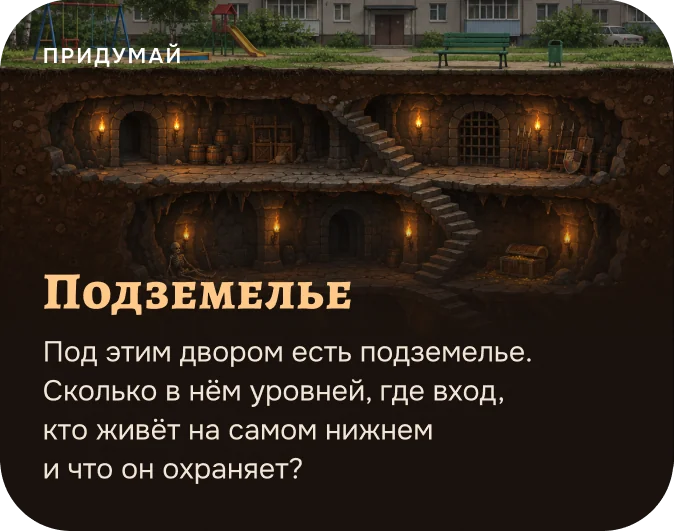 ПРИДУМАЙ
Подземелье
Под этим двором есть подземелье.
Сколько в нём уровней, где вход,
кто живёт на самом нижнем
и что он охраняет?